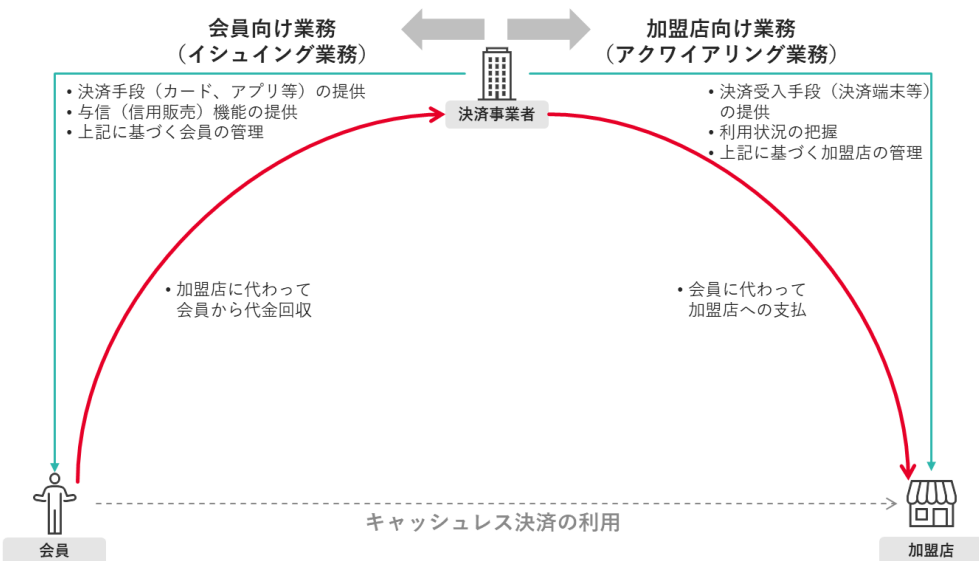 会員向け業務
（イシュイング業務）
加盟店向け業務
（アクワイアリング業務）
• 決済手段（カード、アプリ等）の提供
• 与信（信用販売）機能の提供
• 上記に基づく会員の管理
決済事業者
• 決済受入手段（決済端末等）
の提供
• 利用状況の把握
• 上記に基づく加盟店の管理
• 加盟店に代わって
会員から代金回収
• 会員に代わって
加盟店への支払
キャッシュレス決済の利用
会員
加盟店